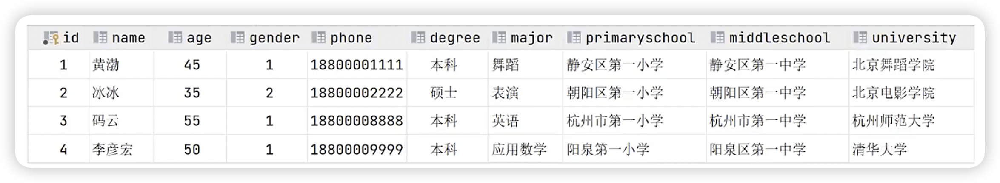 id name age gender phone degree major primaryschool middleschool university
1 黄渤 45 1 18800001111 本科 舞蹈 静安区第一小学 静安区第一中学 北京舞蹈学院
2 冰冰 35 2 18800002222 硕士 表演 朝阳区第一小学 朝阳区第一中学 北京电影学院
3 码云 55 1 18800008888 本科 英语 杭州市第一小学 杭州市第一中学 杭州师范大学
4 李彦宏 50 1 18800009999 本科 应用数学 阳泉第一小学 阳泉区第一中学 清华大学